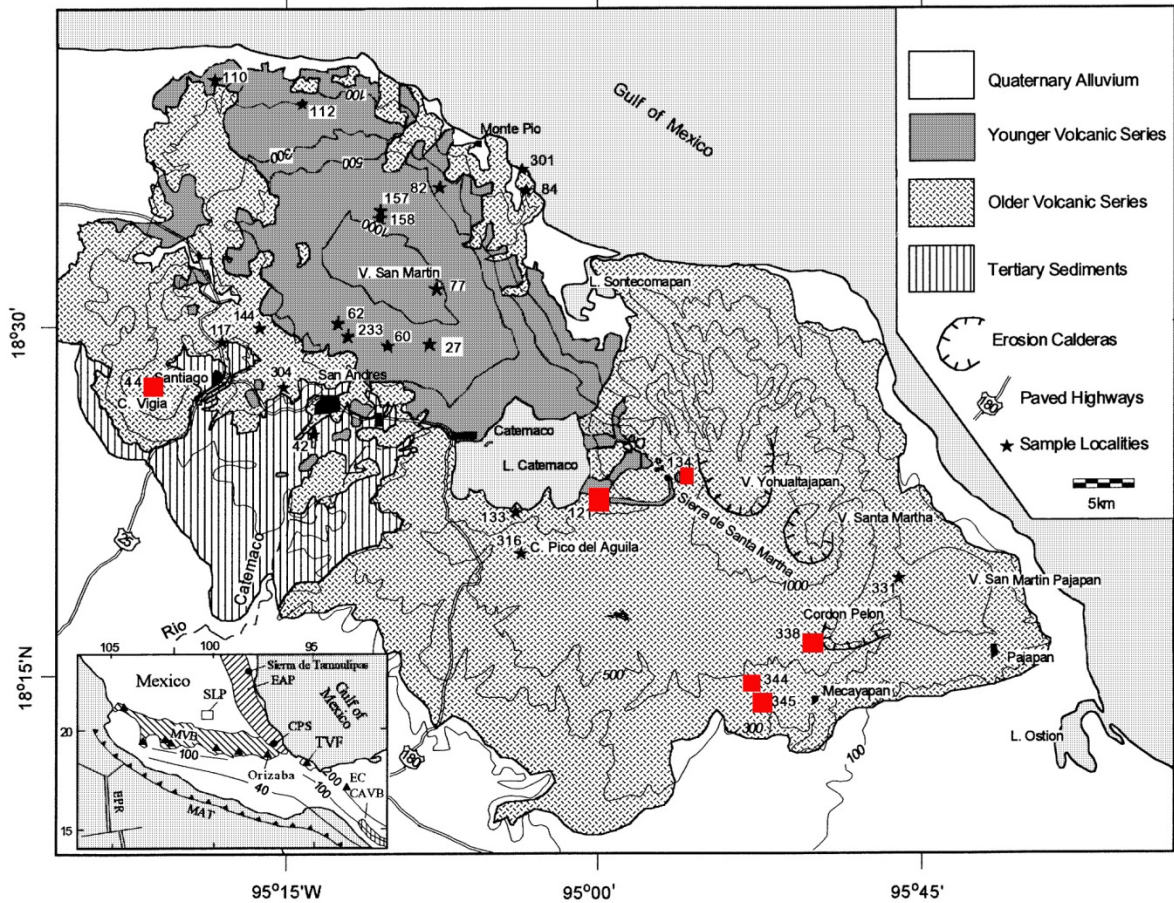 110
112
100
300
500
Monte Pio
Gulf of Mexico
301
84
82
157
158
1000
V. San Martin
77
L. Sontecomapan
18°30'
144
117
62
233
60
27
44
Santiago
C. Vigia
304
San Andres
42
Catemaco
L. Catemaco
134
121
133
316
C. Pico del Aguila
Sierra de Santa Martha
V. Yohualtajapan
V. Santa Martha
1000
331
V. San Martin Pajapan
Cordon Pelon
338
Pajapan
344
345
Mecayapan
500
300
100
L. Ostion
180
Rio
Catemaco
18°15'
Quaternary Alluvium
Younger Volcanic Series
Older Volcanic Series
Tertiary Sediments
Erosion Calderas
180
Paved Highways
Sample Localities
5km
105
100
95
Mexico
Sierra de Tamaulipas
EAP
SLP
Gulf of
Mexico
CPS
TVF
MVB
20
100
Orizaba
200
100
40
EC
CAVB
EPR
MAT
15
95°15'W
95°00'
95°45'